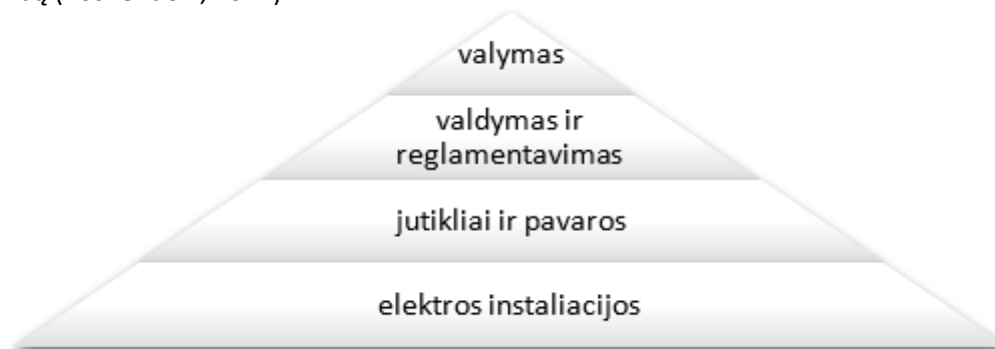 valymas
valdymas ir
reglamentavimas
jutikliai ir pavaros
elektros instaliacijos